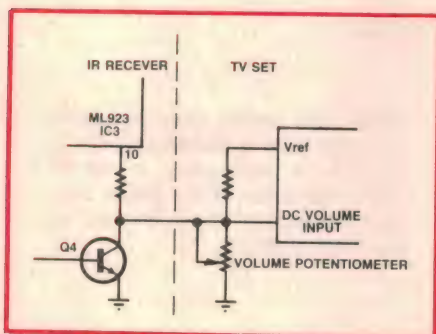 IR RECEVER
TV SET
ML923
IC3
10
Vref
DC VOLUME
INPUT
Q4
VOLUME POTENTIOMETER